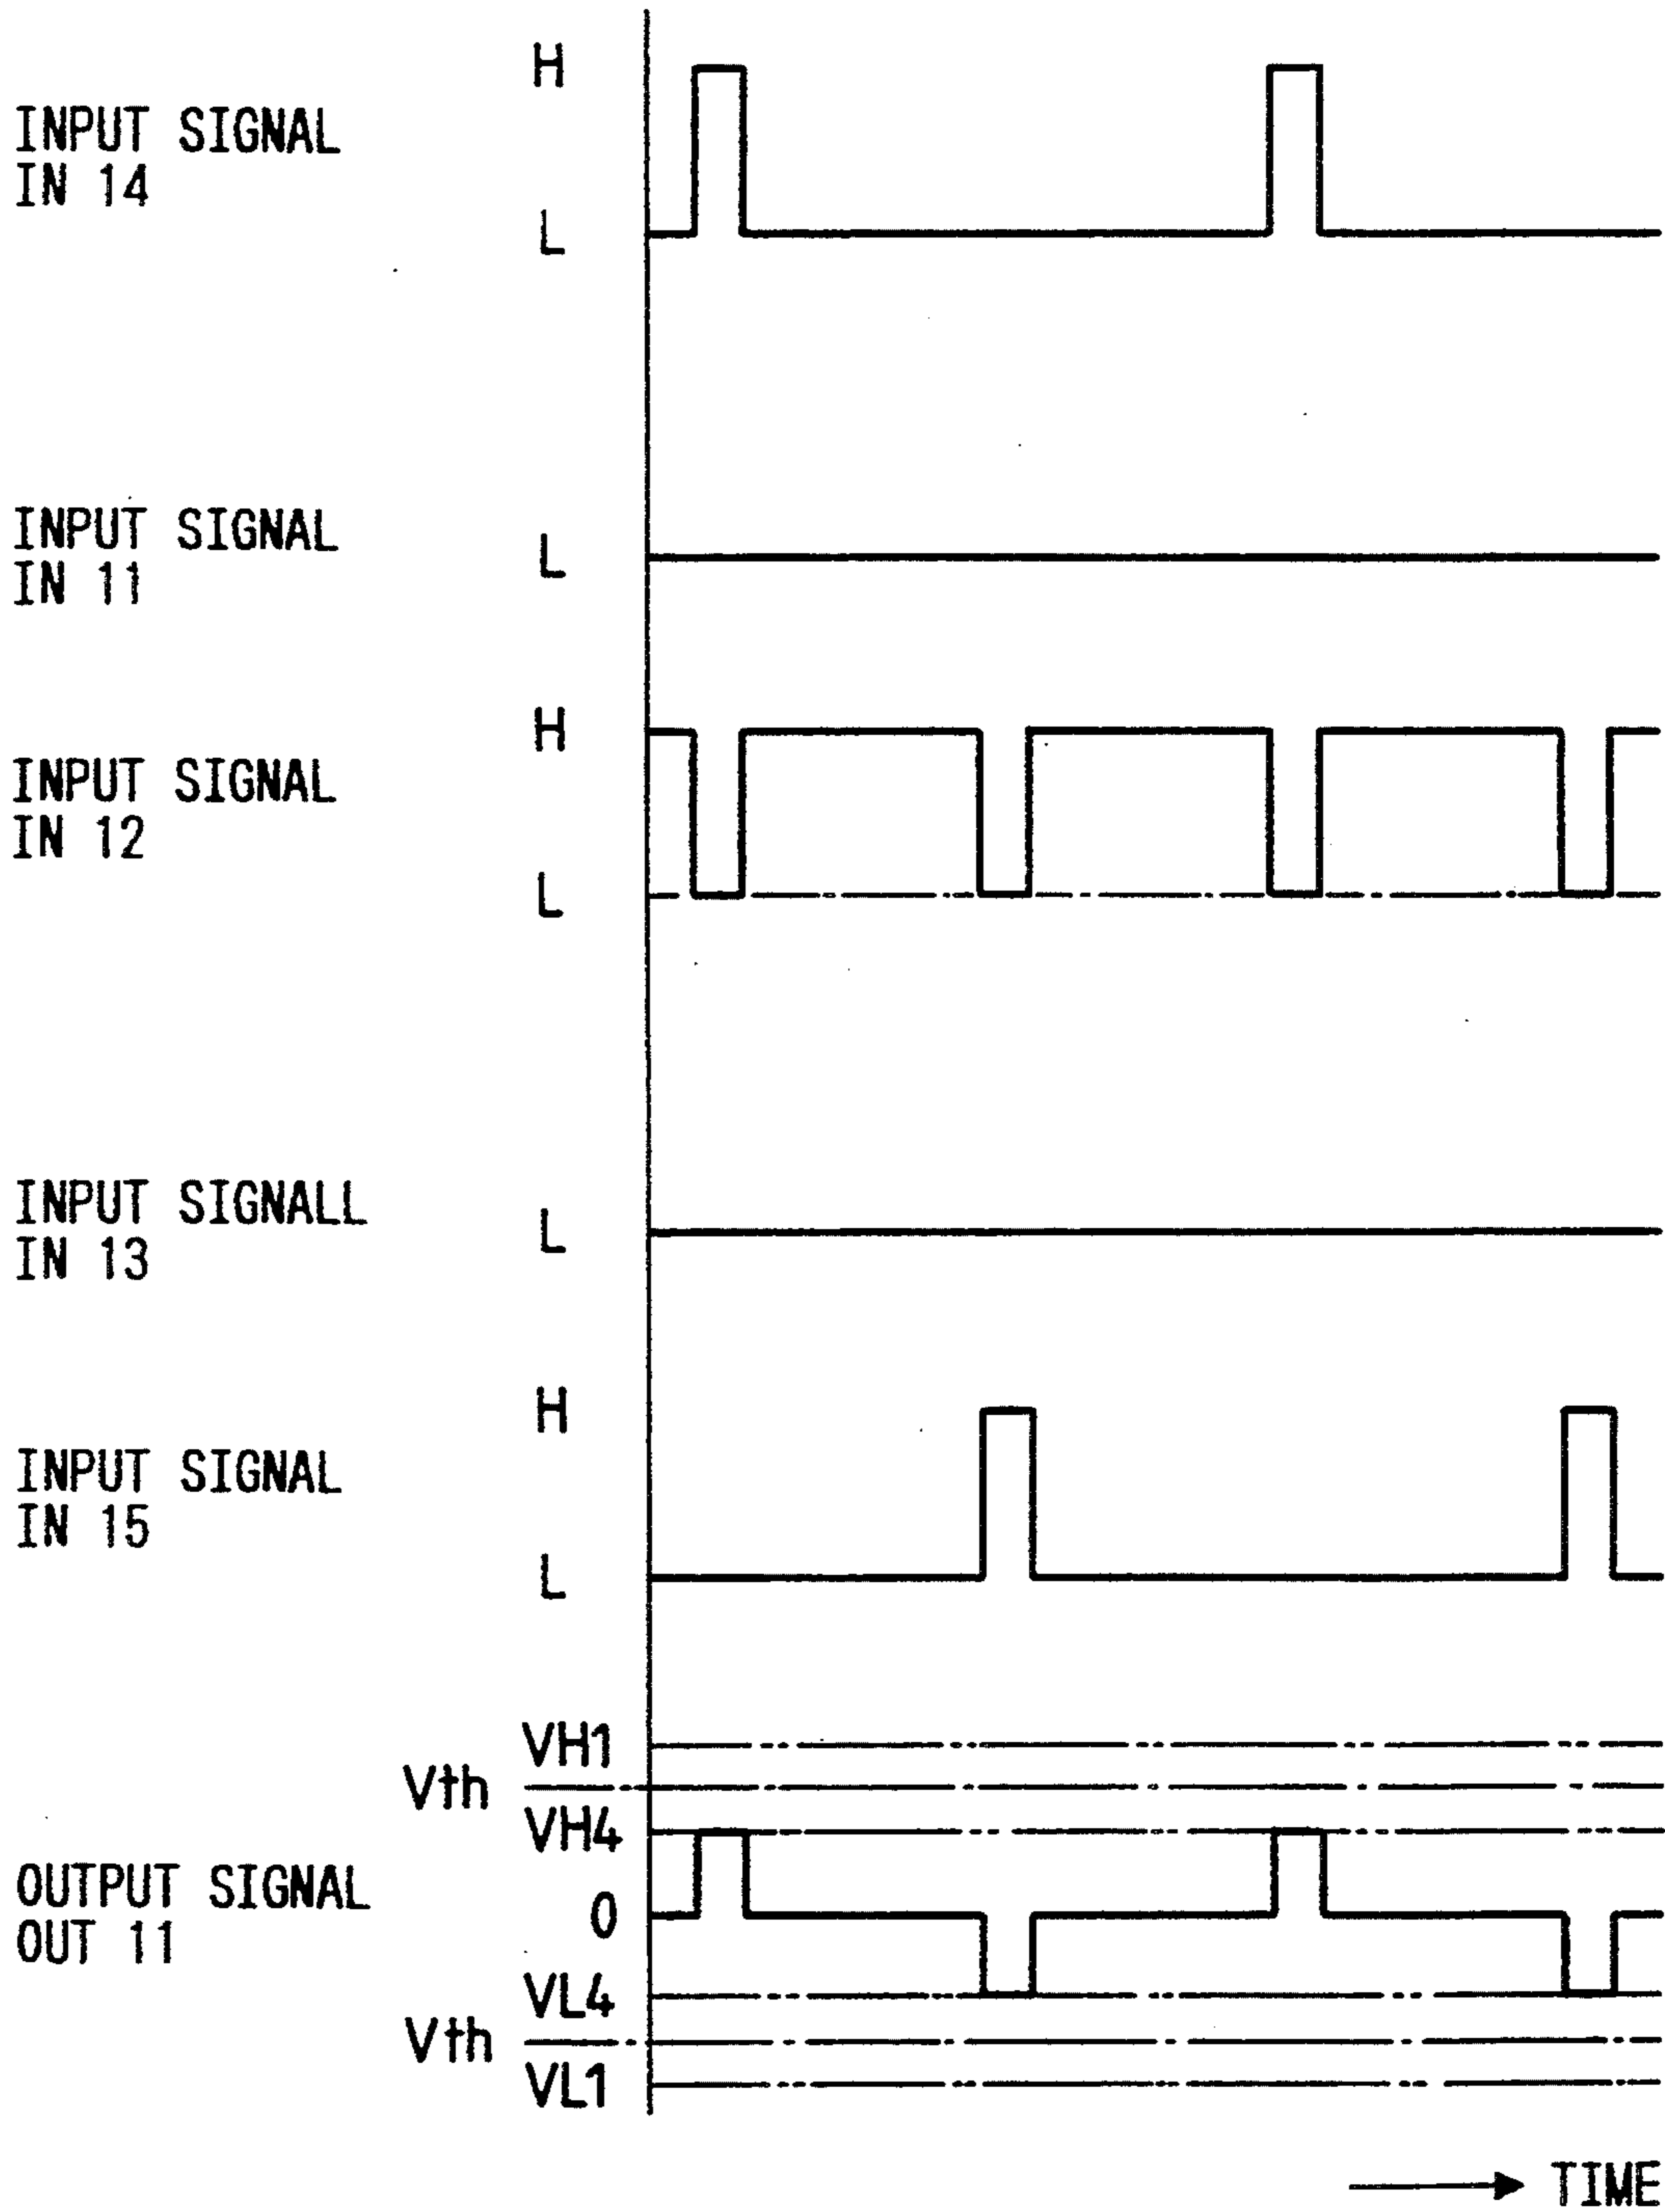 H
INPUT SIGNAL
IN 14
L
INPUT SIGNAL
IN 11
L
H
INPUT SIGNAL
IN 12
L
INPUT SIGNALL
IN 13
L
H
INPUT SIGNAL
IN 15
L
VH1
Vth
VH4
OUTPUT SIGNAL
OUT 11
0
VL4
Vth
VL1
TIME